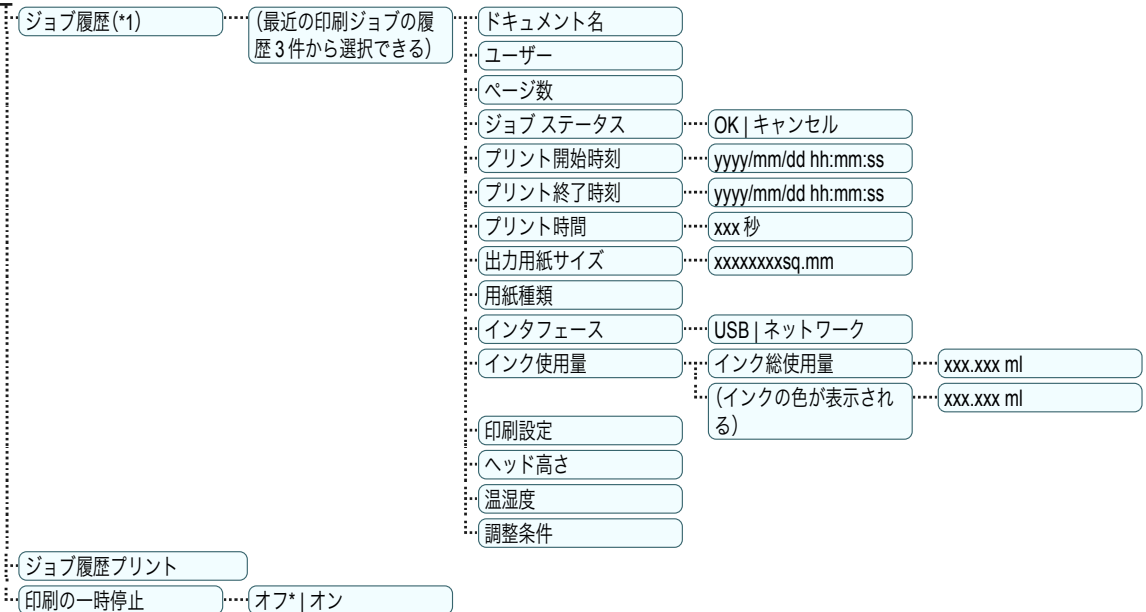 ジョブ履歴(*1)
(最近の印刷ジョブの履
歴 3 件から選択できる)
ドキュメント名
ユーザー
ページ数
ジョブ ステータス
OK | キャンセル
プリント開始時刻
yyyy/mm/dd hh:mm:ss
プリント終了時刻
yyyy/mm/dd hh:mm:ss
プリント時間
xxx 秒
出力用紙サイズ
xxxxxxxxsq.mm
用紙種類
インタフェース
USB | ネットワーク
インク使用量
インク総使用量
xxx.xxx ml
(インクの色が表示され
る)
xxx.xxx ml
印刷設定
ヘッド高さ
温湿度
調整条件
ジョブ履歴プリント
印刷の一時停止
オフ* | オン